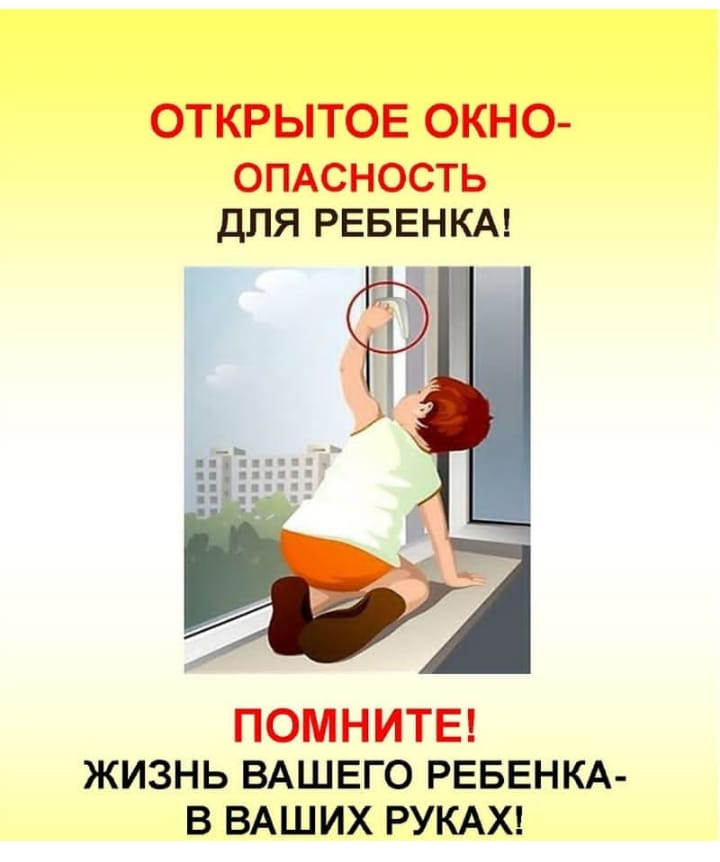 ОТКРЫТОЕ ОКНО-
ОПАСНОСТЬ
ДЛЯ РЕБЕНКА!
ПОМНИТЕ!
ЖИЗНЬ ВАШЕГО РЕБЕНКА-
В ВАШИХ РУКАХ!